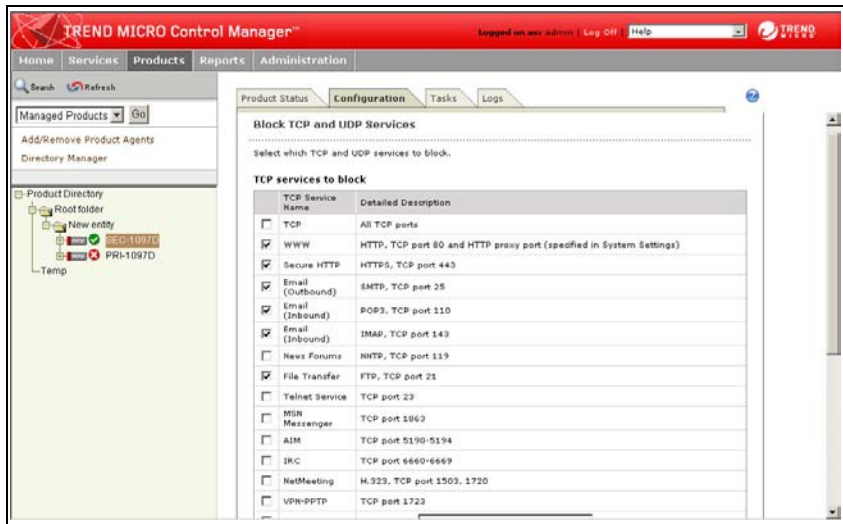 TREND MICRO Control Manager™
Logged on as: admin | Log Off | Help
TREND MICRO
Home Services Products Reports Administration
Search Refresh
Managed Products Go
Add/Remove Product Agents
Directory Manager
Product Directory
Root folder
New entity
SEC-1097D
PRI-1097D
Temp
Product Status Configuration Tasks Logs
Block TCP and UDP Services
Select which TCP and UDP services to block.
TCP services to block
TCP Service Name Detailed Description
TCP All TCP ports
WWW HTTP, TCP port 80 and HTTP proxy port (specified in System Settings)
Secure HTTP HTTPS, TCP port 443
Email (Outbound) SMTP, TCP port 25
Email (Inbound) POP3, TCP port 110
Email (Inbound) IMAP, TCP port 143
News Forums NNTP, TCP port 119
File Transfer FTP, TCP port 21
Telnet Service TCP port 23
MSN Messenger TCP port 1863
AIM TCP port 5190-5194
IRC TCP port 6660-6669
NetMeeting H.323, TCP port 1503, 1720
VPN-PPTP TCP port 1723